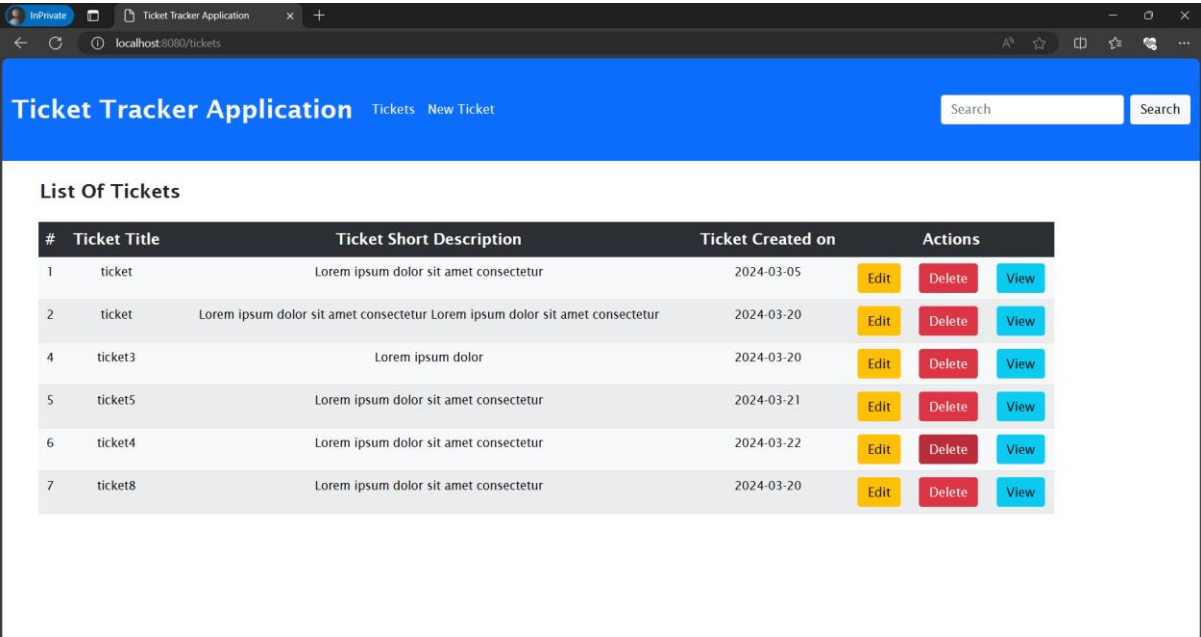 InPrivate Ticket Tracker Application
localhost:8080/tickets
Ticket Tracker Application Tickets New Ticket Search Search
List Of Tickets
# Ticket Title Ticket Short Description Ticket Created on Actions
1 ticket Lorem ipsum dolor sit amet consectetur 2024-03-05 Edit Delete View
2 ticket Lorem ipsum dolor sit amet consectetur Lorem ipsum dolor sit amet consectetur 2024-03-20 Edit Delete View
4 ticket3 Lorem ipsum dolor 2024-03-20 Edit Delete View
5 ticket5 Lorem ipsum dolor sit amet consectetur 2024-03-21 Edit Delete View
6 ticket4 Lorem ipsum dolor sit amet consectetur 2024-03-22 Edit Delete View
7 ticket8 Lorem ipsum dolor sit amet consectetur 2024-03-20 Edit Delete View